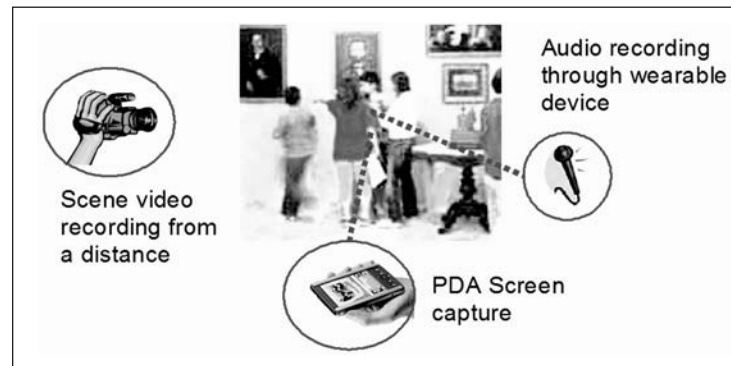 Audio recording
through wearable
device
Scene video
recording from
a distance
PDA Screen
capture